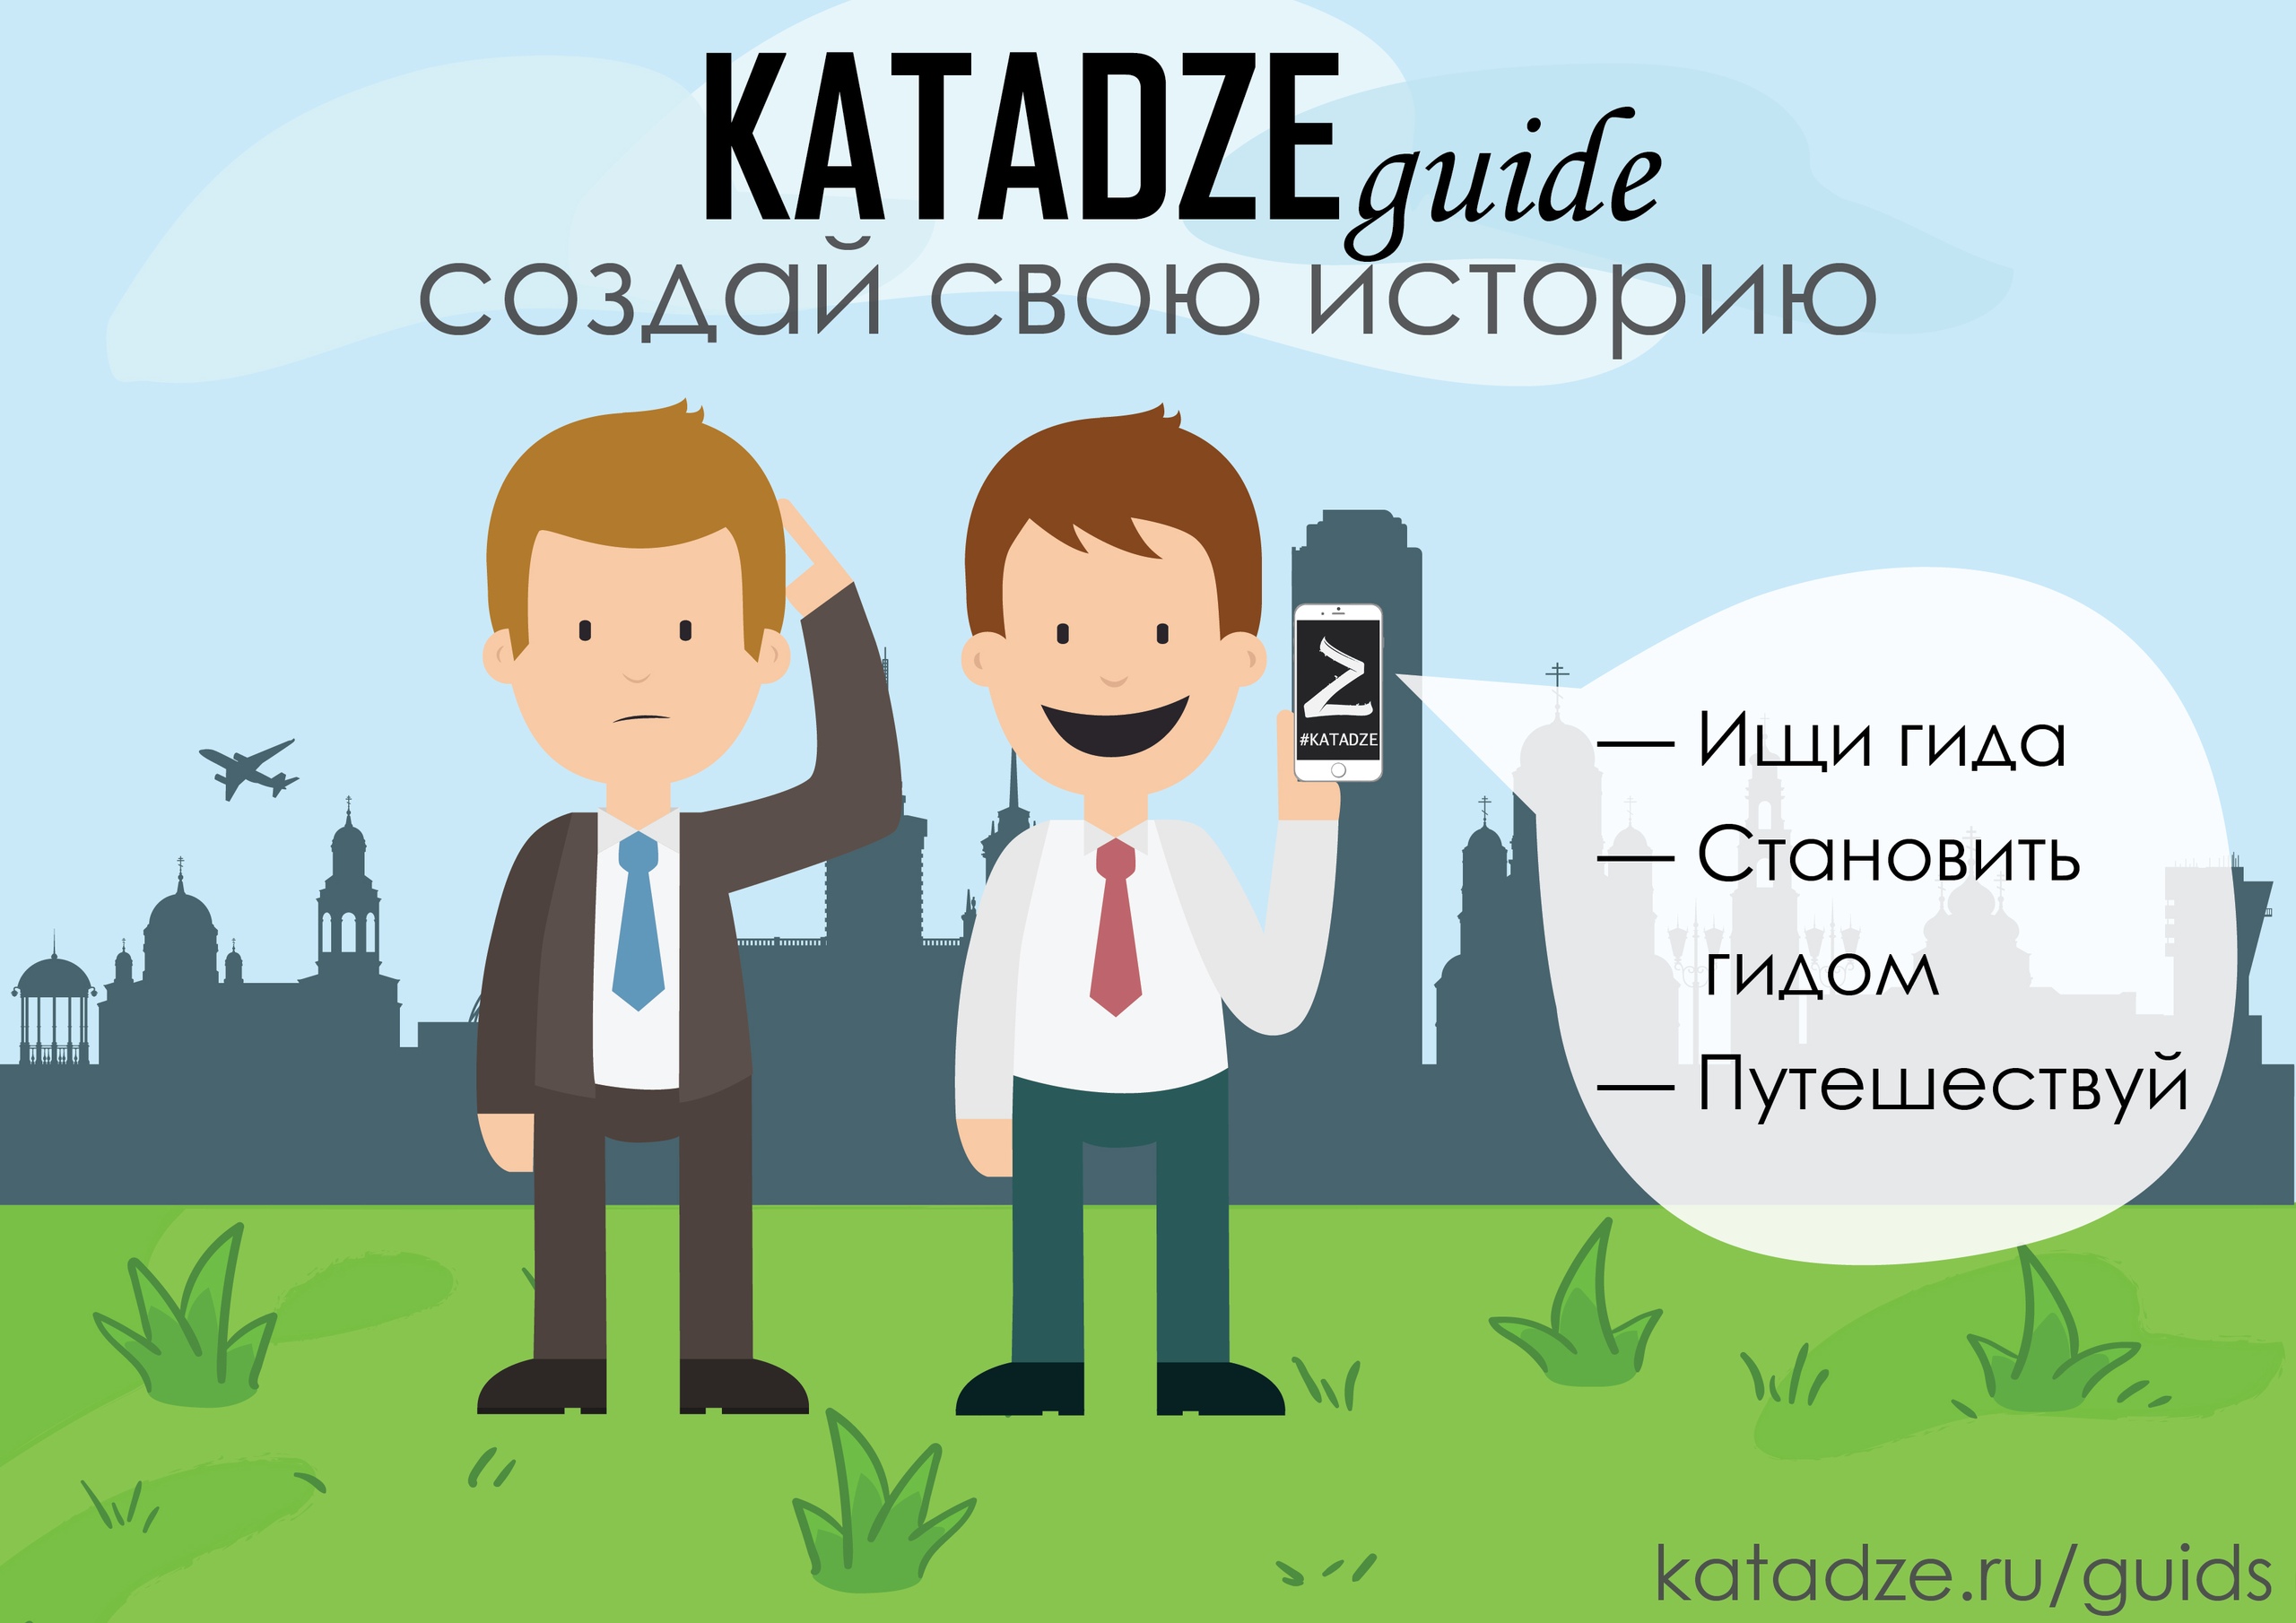 KATADZE guide
создай свою историю
#KATADZE
— Ищи гида
— Становить
гидом
— Путешествуй
katadze.ru/guids